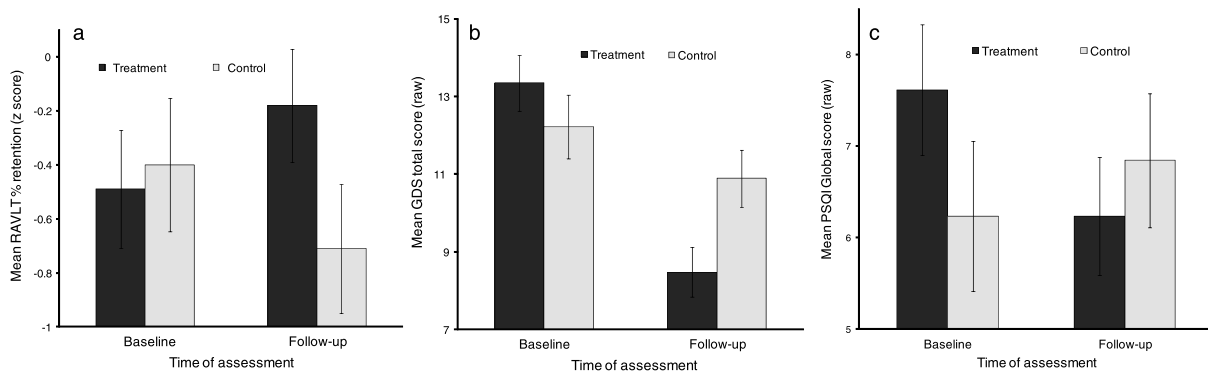 a
Mean RAVLT % retention (z score)
0
-0.2
-0.4
-0.6
-0.8
-1
Treatment
Control
Baseline
Follow-up
Time of assessment
b
Mean GDS total score (raw)
15
13
11
9
7
Treatment
Control
Baseline
Follow-up
Time of assessment
c
Mean PSQI Global score (raw)
8
7
6
5
Treatment
Control
Baseline
Follow-up
Time of assessment